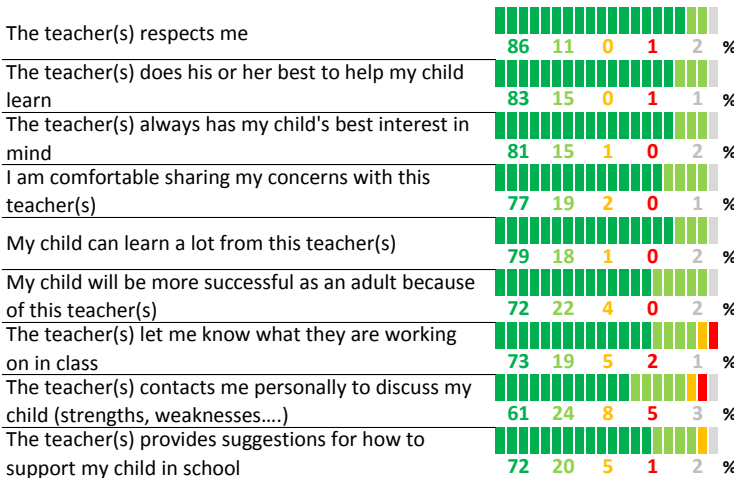 The teacher(s) respects me
86 11 0 1 2 %
The teacher(s) does his or her best to help my child
learn
83 15 0 1 1 %
The teacher(s) always has my child's best interest in
mind
81 15 1 0 2 %
I am comfortable sharing my concerns with this
teacher(s)
77 19 2 0 1 %
My child can learn a lot from this teacher(s)
79 18 1 0 2 %
My child will be more successful as an adult because
of this teacher(s)
72 22 4 0 2 %
The teacher(s) let me know what they are working
on in class
73 19 5 2 1 %
The teacher(s) contacts me personally to discuss my
child (strengths, weaknesses....)
61 24 8 5 3 %
The teacher(s) provides suggestions for how to
support my child in school
72 20 5 1 2 %